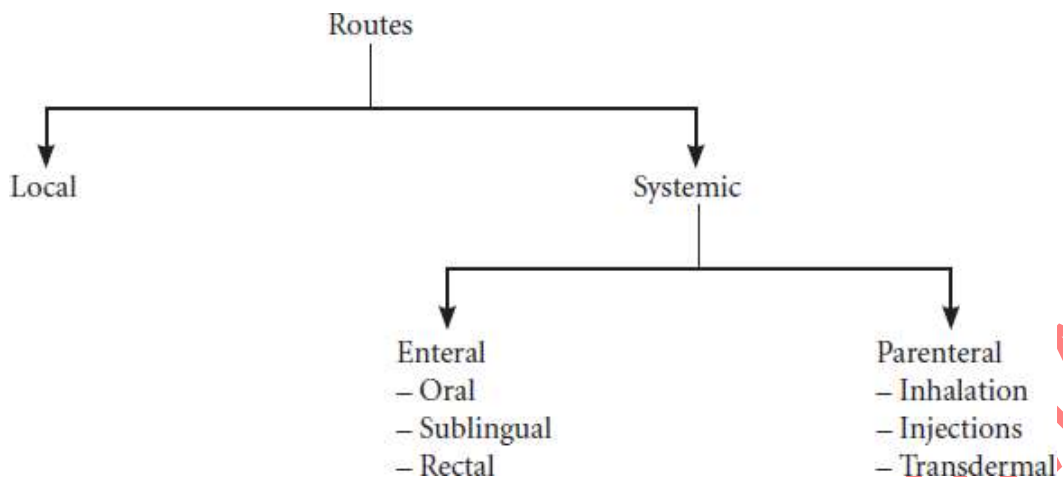 Routes
Local
Systemic
Enteral
– Oral
– Sublingual
– Rectal
Parenteral
– Inhalation
– Injections
– Transdermal